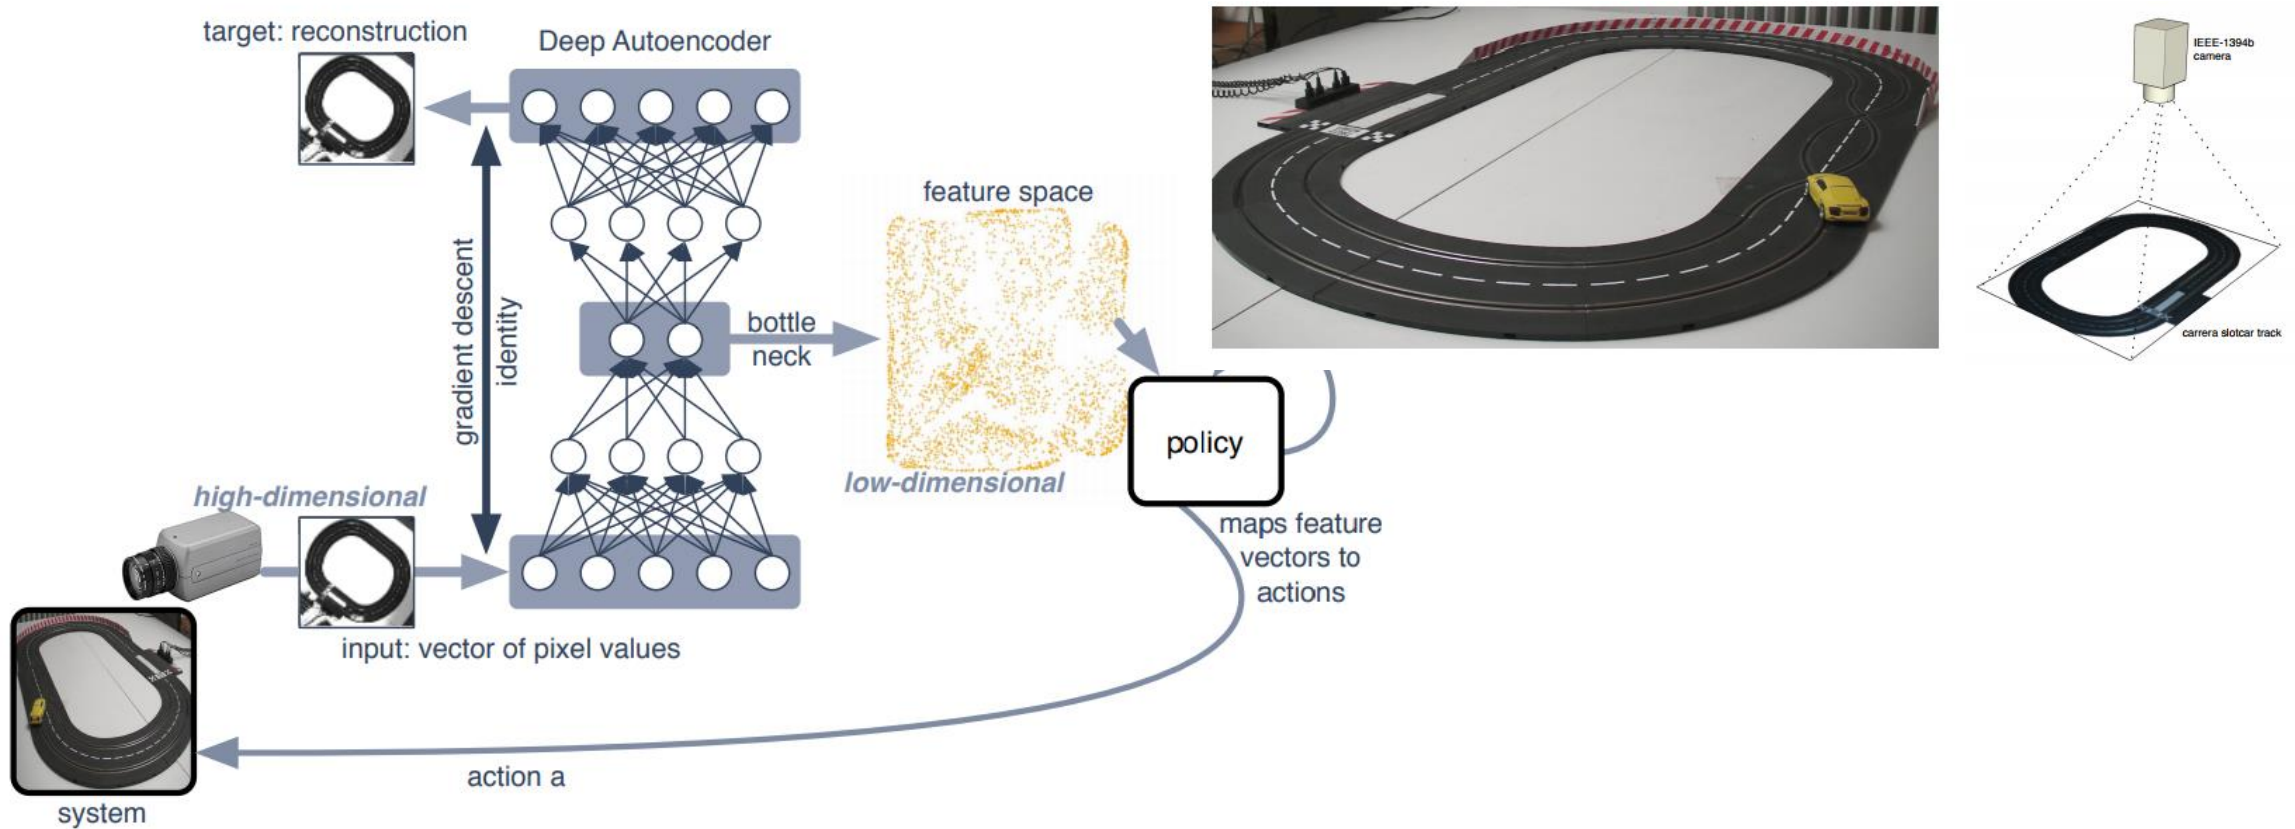 target: reconstruction
Deep Autoencoder
IEEE-1394b
camera
feature space
gradient descent
identity
bottle
neck
carrera slotcar track
policy
high-dimensional
low-dimensional
maps feature
vectors to
actions
input: vector of pixel values
action a
system